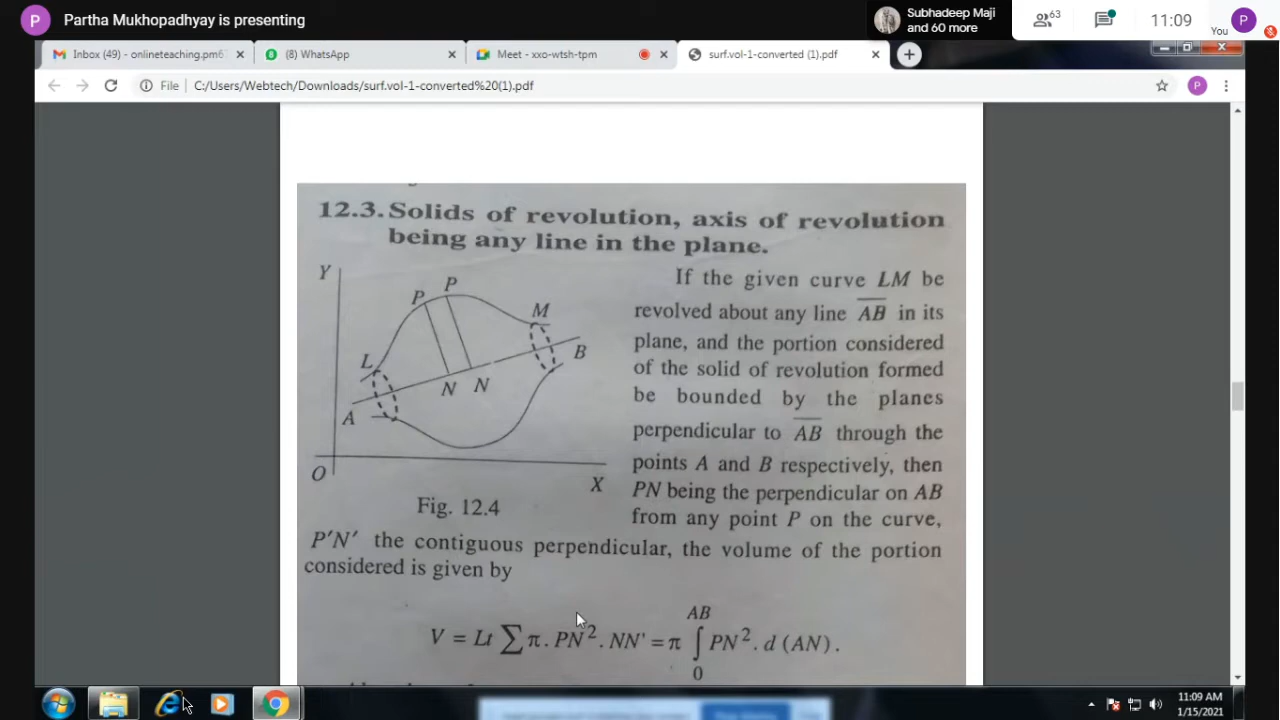 Partha Mukhopadhyay is presenting
Subhadeep Maji
and 60 more
63
11:09
You
Inbox (49) - onlineteaching.pm6
(8) WhatsApp
Meet - xxo-wtsh-tpm
surf.vol-1-converted (1).pdf
File | C:/Users/Webtech/Downloads/surf.vol-1-converted%20(1).pdf
12.3. Solids of revolution, axis of revolution
being any line in the plane.
Y
P P
M
L
B
N N
A
O
X
Fig. 12.4
If the given curve LM be
revolved about any line AB in its
plane, and the portion considered
of the solid of revolution formed
be bounded by the planes
perpendicular to AB through the
points A and B respectively, then
PN being the perpendicular on AB
from any point P on the curve,
P'N' the contiguous perpendicular, the volume of the portion
considered is given by
V = Lt ∑ π . PN². NN' = π ∫₀ᴬᴮ PN². d (AN).
11:09 AM
1/15/2021